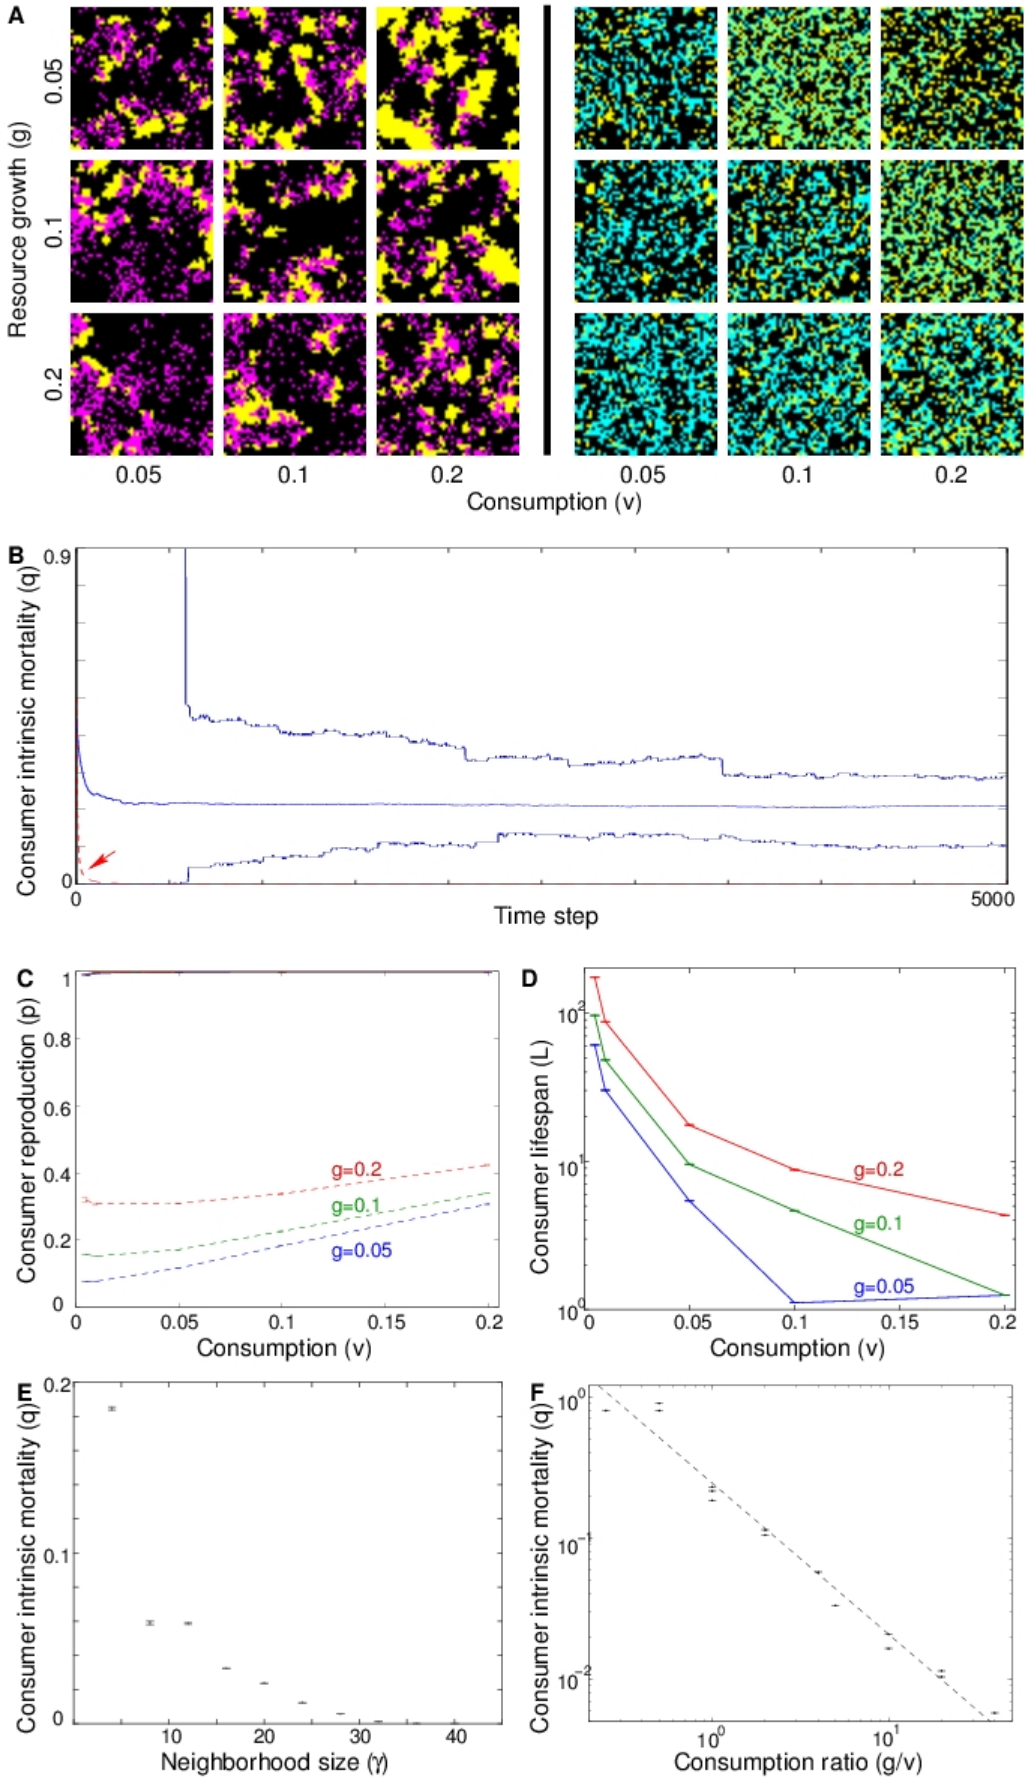 A
Resource growth (g)
0.05
0.1
0.2
0.05 0.1 0.2 0.05 0.1 0.2
Consumption (v)
B
Consumer intrinsic mortality (q)
0.9
0
0 5000
Time step
C
Consumer reproduction (p)
1
0.8
0.6
0.4
0.2
0
g=0.2
g=0.1
g=0.05
0 0.05 0.1 0.15 0.2
Consumption (v)
D
Consumer lifespan (L)
10^2
10^1
10^0
g=0.2
g=0.1
g=0.05
0 0.05 0.1 0.15 0.2
Consumption (v)
E
Consumer intrinsic mortality (q)
0.2
0.1
0
10 20 30 40
Neighborhood size (γ)
F
Consumer intrinsic mortality (q)
10^0
10^-1
10^-2
10^0 10^1
Consumption ratio (g/v)